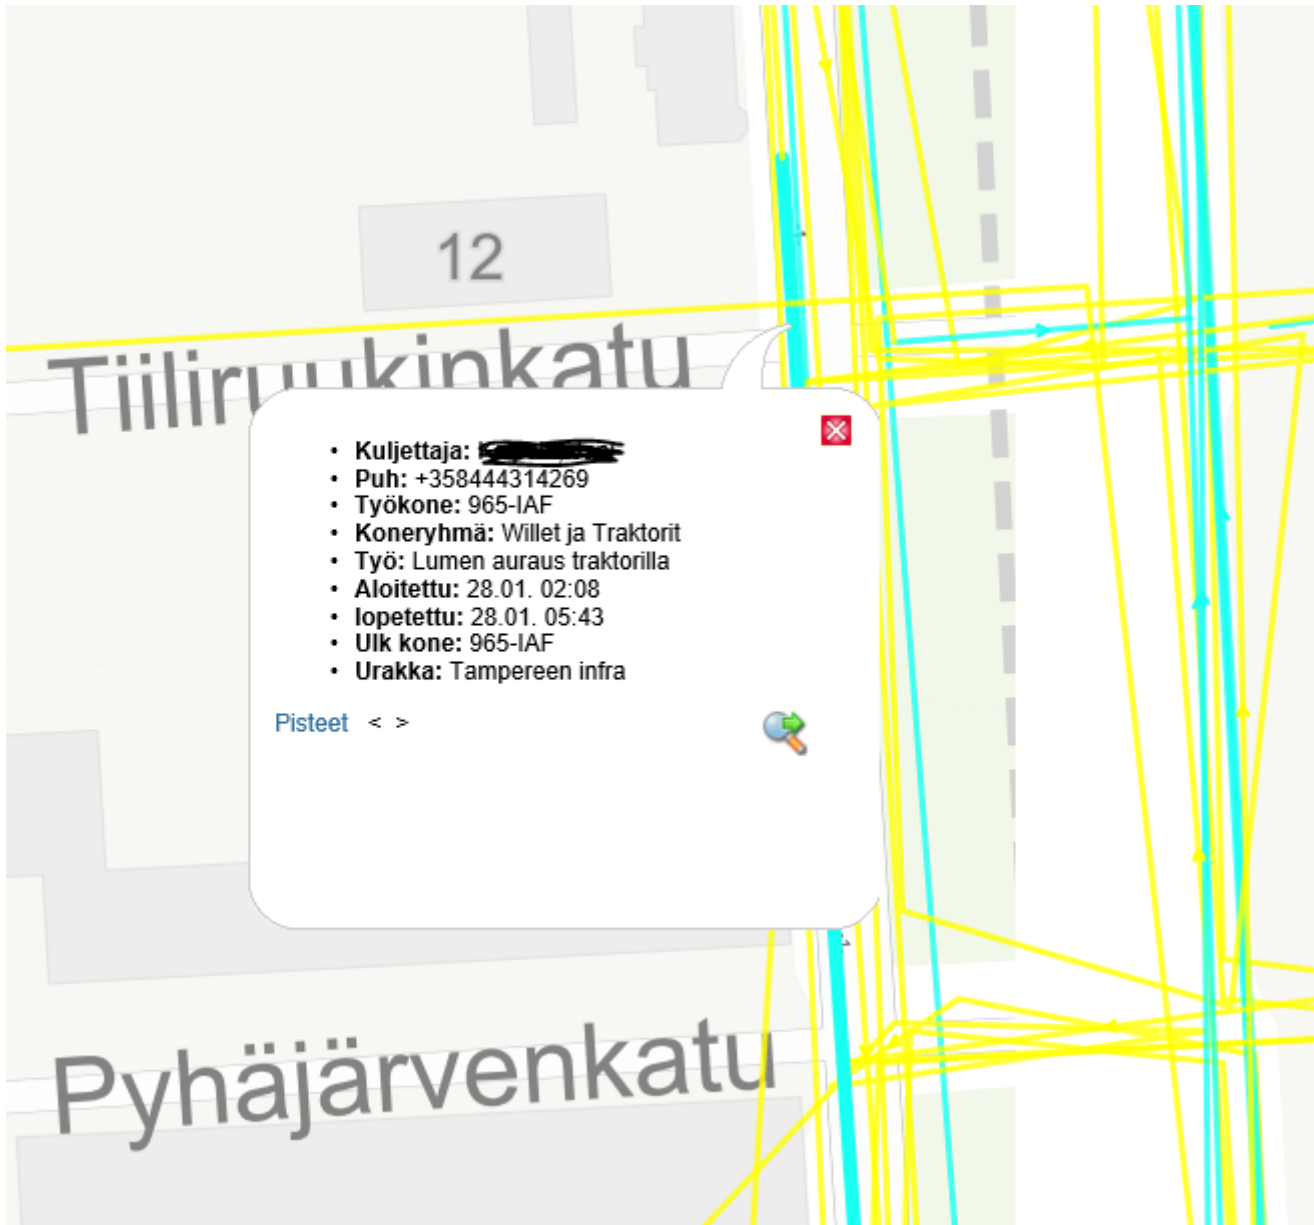 12
Tiiliruukinkatu
• Kuljettaja:
• Puh: +358444314269
• Työkone: 965-IAF
• Koneryhmä: Willet ja Traktorit
• Työ: Lumen auraus traktorilla
• Aloitettu: 28.01. 02:08
• lopetettu: 28.01. 05:43
• Ulk kone: 965-IAF
• Urakka: Tampereen infra
Pisteet < >
Pyhäjärvenkatu